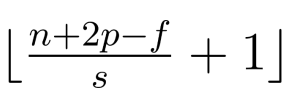 ⌊(n+2p−f)/s + 1⌋